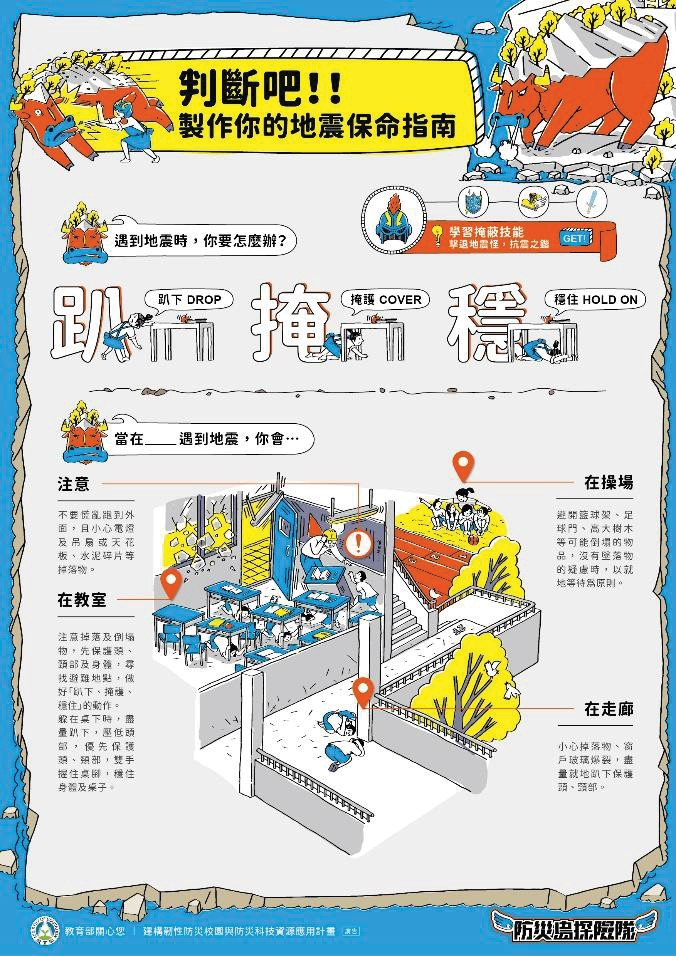 判斷吧!!
製作你的地震保命指南
遇到地震時，你要怎麼辦?
學習掩蔽技能
擊退地震怪，抗震之鎧
GET!
趴
趴下 DROP
掩
掩護 COVER
穩
穩住 HOLD ON
當在____遇到地震，你會…
注意
不要慌亂跑到外
面，且小心電燈
及吊扇或天花
板、水泥碎片等
掉落物。
在教室
注意掉落及倒塌
物，先保護頭、
頸部及身體，尋
找避難地點，做
好「趴下、掩護、
穩住」的動作。
躲在桌下時，盡
量趴下，壓低頭
部，優先保護
頭、頸部，雙手
握住桌腳，穩住
身體及桌子。
在操場
避開籃球架、足
球門、高大樹木
等可能倒塌的物
品，沒有墜落物
的疑慮時，以就
地等待為原則。
在走廊
小心掉落物、窗
戶玻璃爆裂，盡
量就地趴下保護
頭、頸部。
教育部關心您 | 建構韌性防災校園與防災科技資源應用計畫 廣告
防災島探險隊